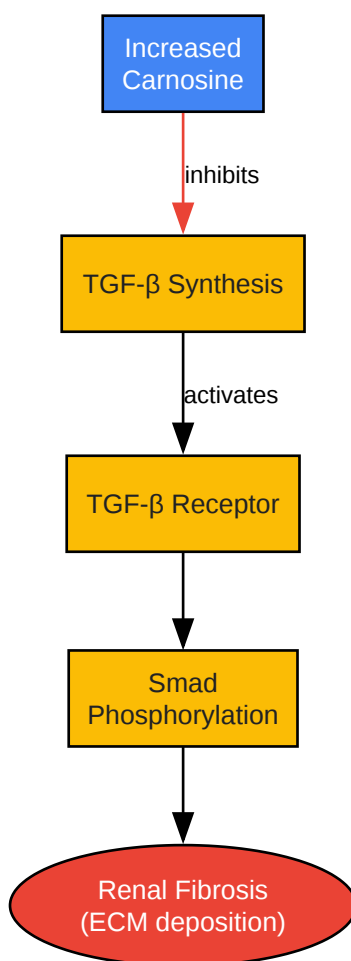 Increased
Carnosine
inhibits
TGF-β Synthesis
activates
TGF-β Receptor
Smad
Phosphorylation
Renal Fibrosis
(ECM deposition)